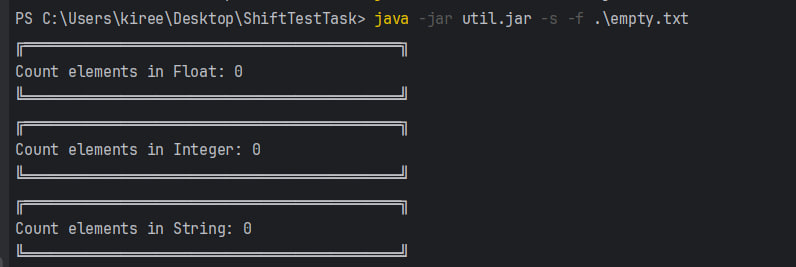 PS C:\Users\kiree\Desktop\ShiftTestTask> java -jar util.jar -s -f .\empty.txt
╔══════════════════════════════════════╗
Count elements in Float: 0
╚══════════════════════════════════════╝
╔══════════════════════════════════════╗
Count elements in Integer: 0
╚══════════════════════════════════════╝
╔══════════════════════════════════════╗
Count elements in String: 0
╚══════════════════════════════════════╝